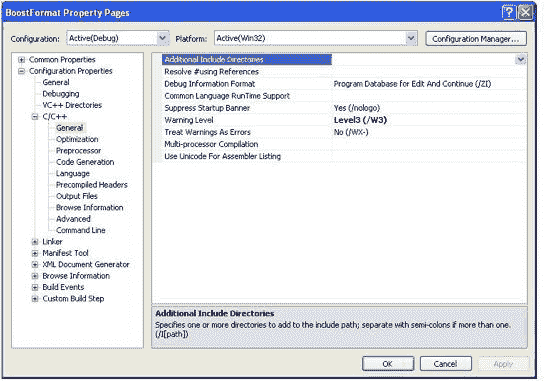 BoostFormat Property Pages
Configuration: Active(Debug) Platform: Active(Win32) Configuration Manager...
Common Properties
Configuration Properties
General
Debugging
VC++ Directories
C/C++
General
Optimization
Preprocessor
Code Generation
Language
Precompiled Headers
Output Files
Browse Information
Advanced
Command Line
Linker
Manifest Tool
XML Document Generator
Browse Information
Build Events
Custom Build Step
Additional Include Directories
Resolve #using References
Debug Information Format Program Database for Edit And Continue (/ZI)
Common Language RunTime Support
Suppress Startup Banner Yes (/nologo)
Warning Level Level3 (/W3)
Treat Warnings As Errors No (/WX-)
Multi-processor Compilation
Use Unicode For Assembler Listing
Additional Include Directories
Specifies one or more directories to add to the include path; separate with semi-colons if more than one.
(/I[path])
OK Cancel Apply